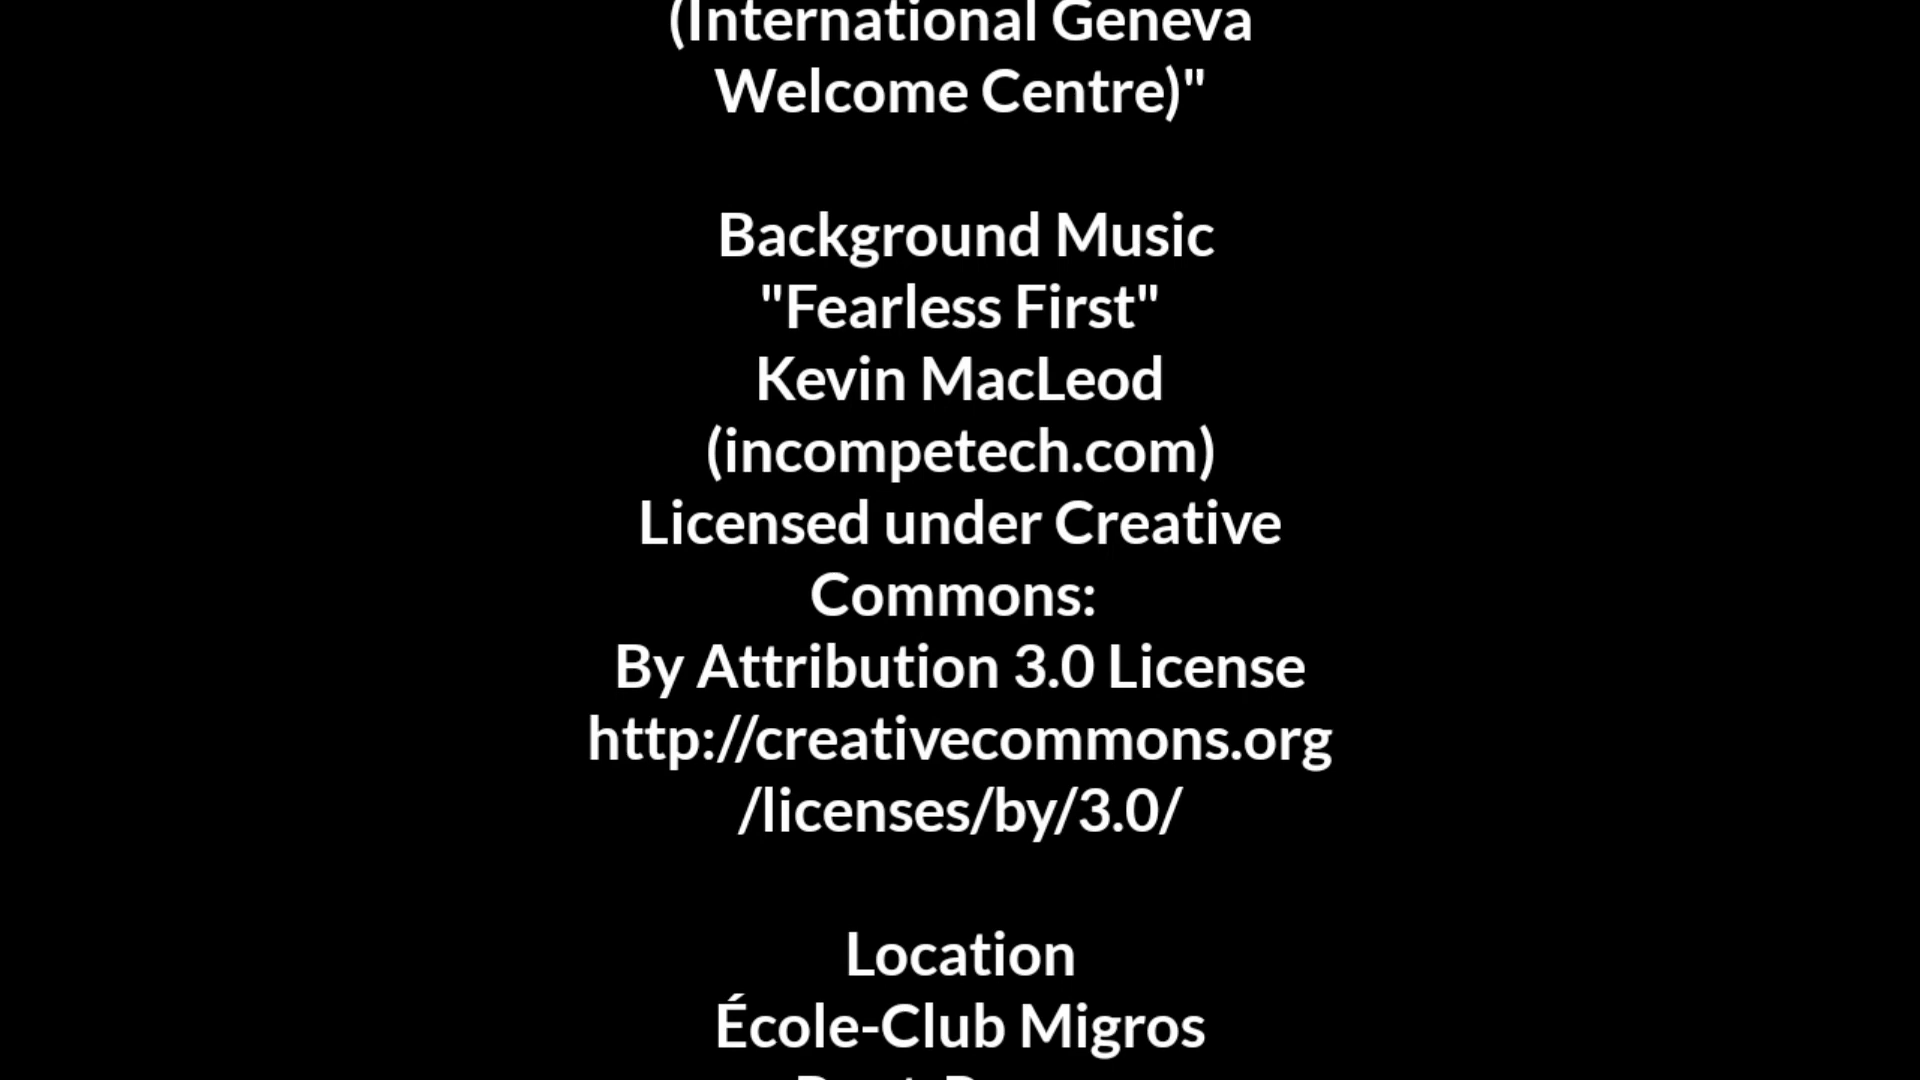 (International Geneva
Welcome Centre)"
Background Music
"Fearless First"
Kevin MacLeod
(incompetech.com)
Licensed under Creative
Commons:
By Attribution 3.0 License
http://creativecommons.org
/licenses/by/3.0/
Location
École-Club Migros